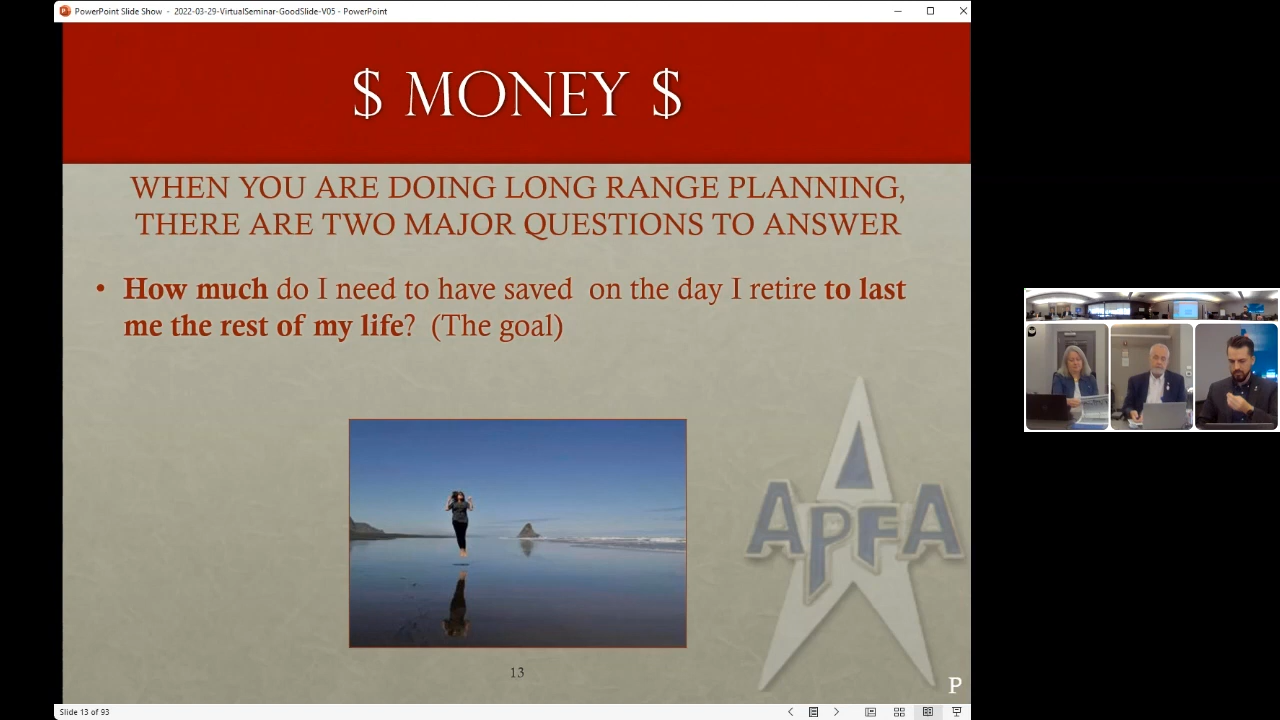 PowerPoint Slide Show - 2022-03-29-VirtualSeminar-GoodSlide-V05 - PowerPoint
$ MONEY $
WHEN YOU ARE DOING LONG RANGE PLANNING,
THERE ARE TWO MAJOR QUESTIONS TO ANSWER
• How much do I need to have saved on the day I retire to last
me the rest of my life? (The goal)
APFA
13
P
Slide 13 of 93